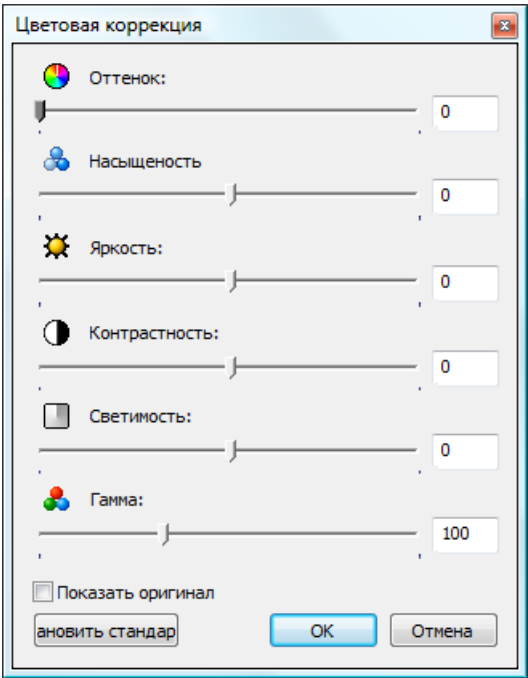 Цветовая коррекция
Оттенок:
0
Насыщеность
0
Яркость:
0
Контрастность:
0
Светимость:
0
Гамма:
100
Показать оригинал
ановить стандар
OK
Отмена